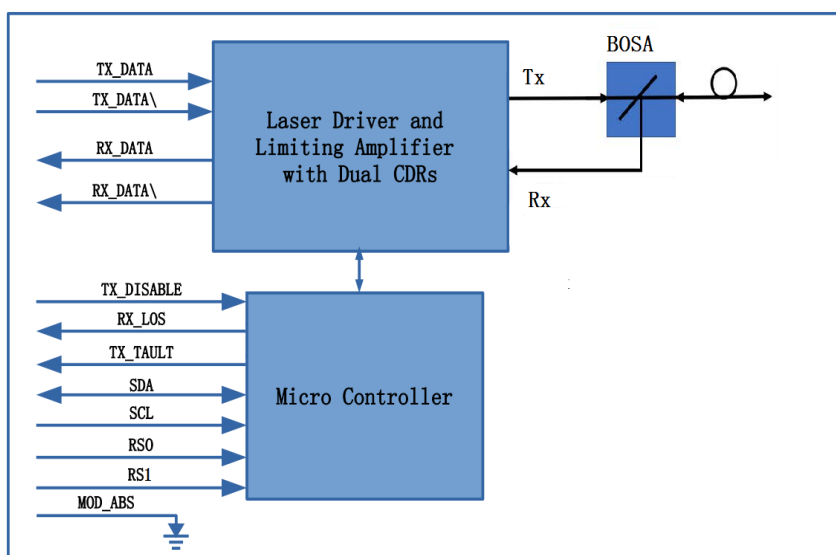 BOSA
TX_DATA
TX_DATA\
RX_DATA
RX_DATA\
Laser Driver and
Limiting Amplifier
with Dual CDRs
Tx
Rx
TX_DISABLE
RX_LOS
TX_TAULT
SDA
SCL
RS0
RS1
MOD_ABS
Micro Controller